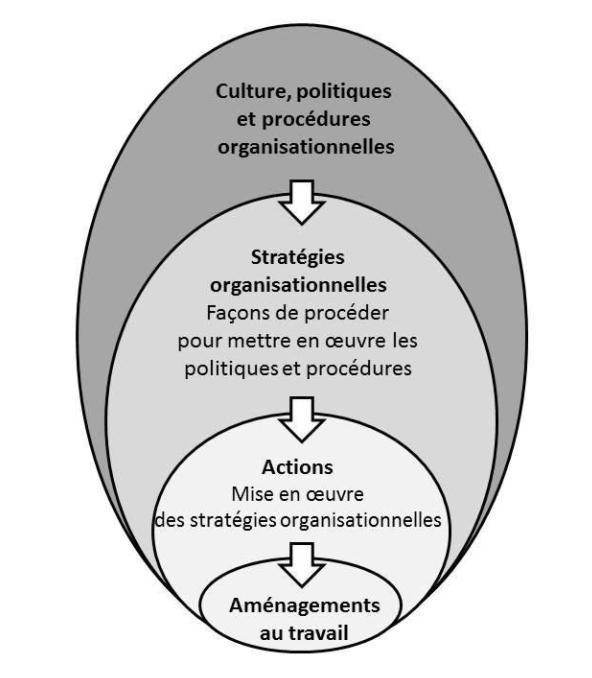 Culture, politiques
et procédures
organisationnelles
Stratégies
organisationnelles
Façons de procéder
pour mettre en œuvre les
politiques et procédures
Actions
Mise en œuvre
des stratégies organisationnelles
Aménagements
au travail